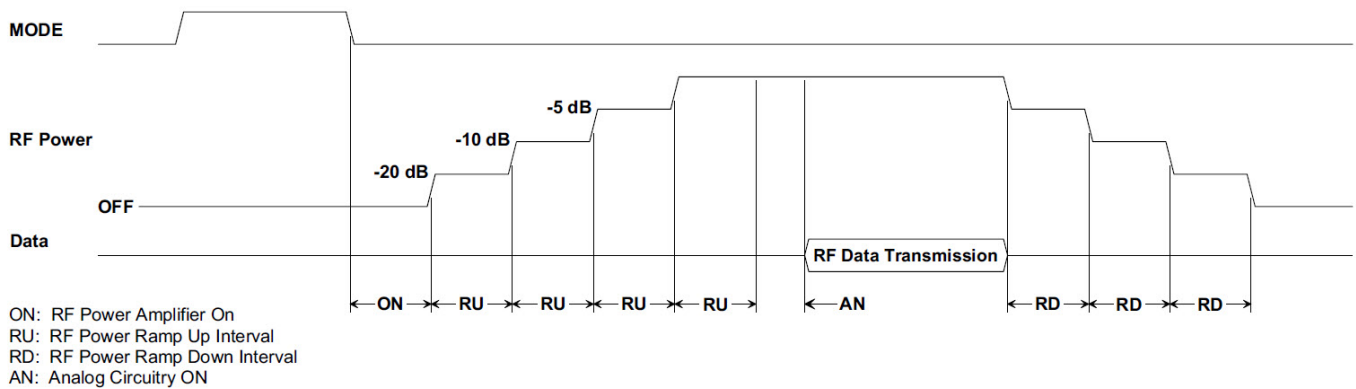 MODE
-5 dB
RF Power
-10 dB
-20 dB
OFF
Data
RF Data Transmission
ON RU RU RU RU AN RD RD RD
ON: RF Power Amplifier On
RU: RF Power Ramp Up Interval
RD: RF Power Ramp Down Interval
AN: Analog Circuitry ON